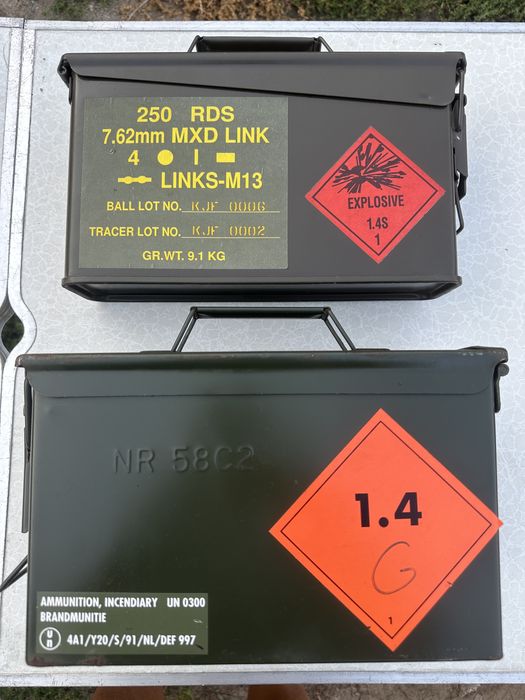 250 RDS
7.62mm MXD LINK
4 I
LINKS-M13
BALL LOT NO. KJF 0006
TRACER LOT NO. KJF 0002
GR.WT. 9.1 KG
EXPLOSIVE
1.4S
1
NR 58C2
1.4
G
1
AMMUNITION, INCENDIARY UN 0300
BRANDMUNITIE
un 4A1/Y20/S/91/NL/DEF 997